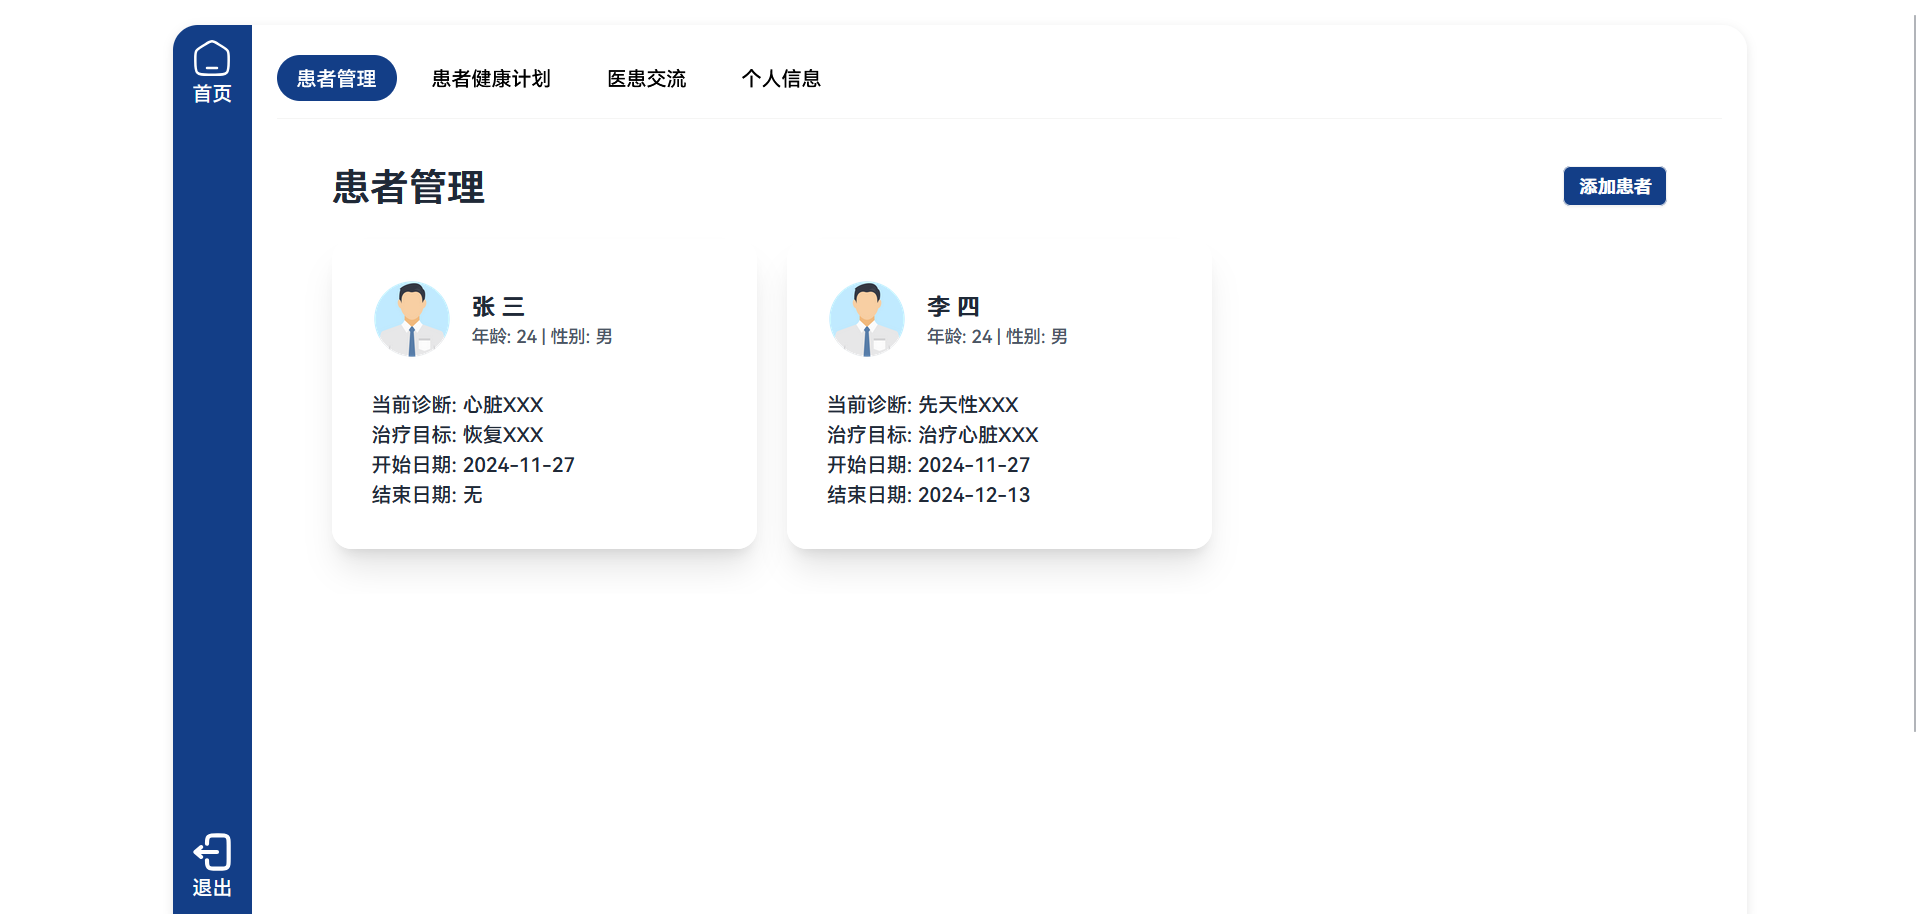 首页
患者管理 患者健康计划 医患交流 个人信息
患者管理
添加患者
张 三
年龄: 24 | 性别: 男
当前诊断: 心脏XXX
治疗目标: 恢复XXX
开始日期: 2024-11-27
结束日期: 无
李 四
年龄: 24 | 性别: 男
当前诊断: 先天性XXX
治疗目标: 治疗心脏XXX
开始日期: 2024-11-27
结束日期: 2024-12-13
退出